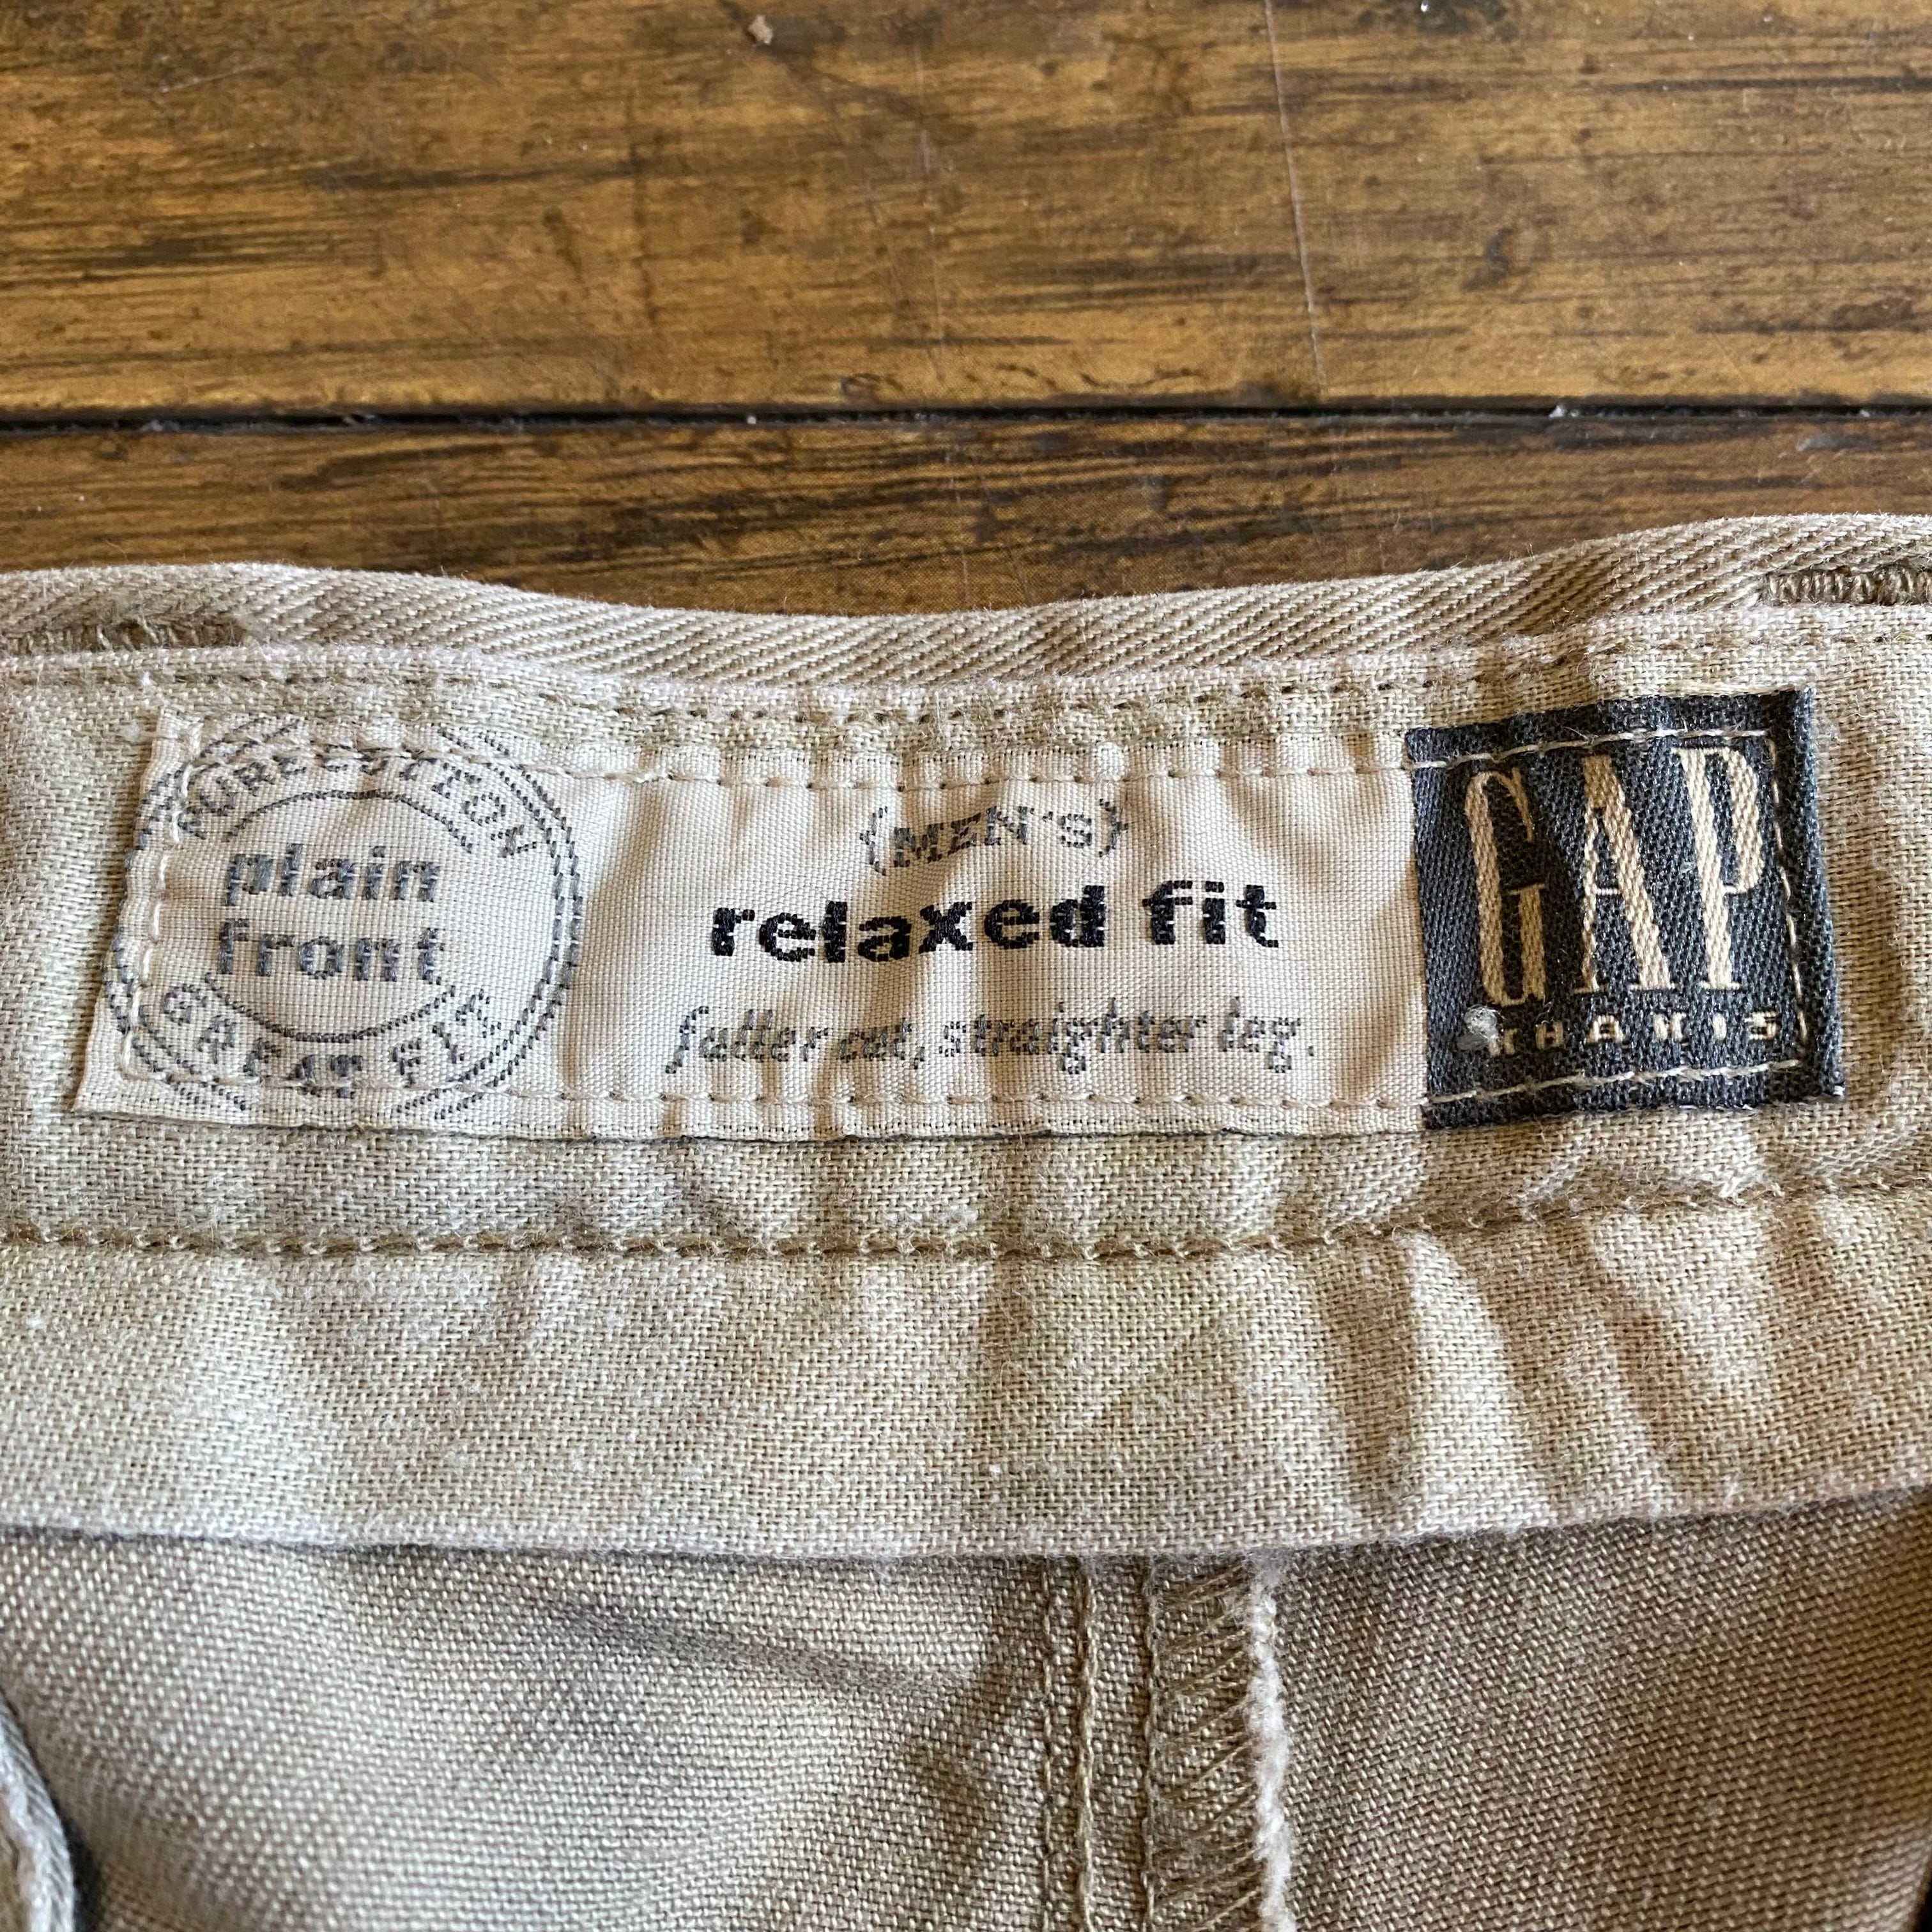 PURE COTTON
plain
front
GREAT FIT
{MEN'S}
relaxed fit
fuller cut, straighter leg.
GAP
KHAKIS